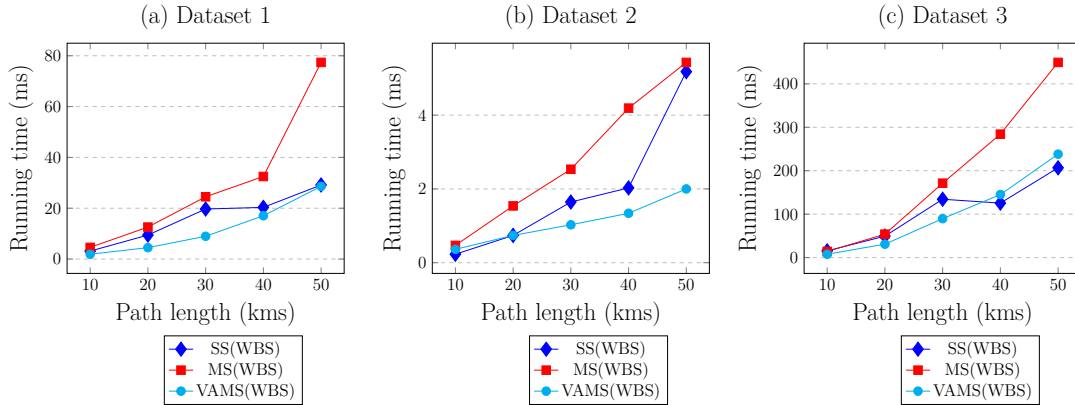 (a) Dataset 1
80
60
40
20
0
Running time (ms)
10 20 30 40 50
Path length (kms)
SS(WBS)
MS(WBS)
VAMS(WBS)
(b) Dataset 2
4
2
0
Running time (ms)
10 20 30 40 50
Path length (kms)
SS(WBS)
MS(WBS)
VAMS(WBS)
(c) Dataset 3
400
300
200
100
0
Running time (ms)
10 20 30 40 50
Path length (kms)
SS(WBS)
MS(WBS)
VAMS(WBS)